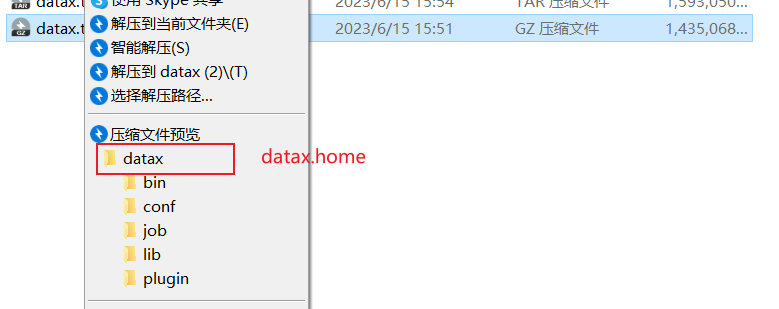 datax.t 2023/6/15 15:54 TAR 压缩文件 1,593,050...
TAR
使用 Skype 共享
datax.t 2023/6/15 15:51 GZ 压缩文件 1,435,068...
GZ
解压到当前文件夹(E)
智能解压(S)
解压到 datax (2)\(T)
选择解压路径...
压缩文件预览
datax
datax.home
bin
conf
job
lib
plugin